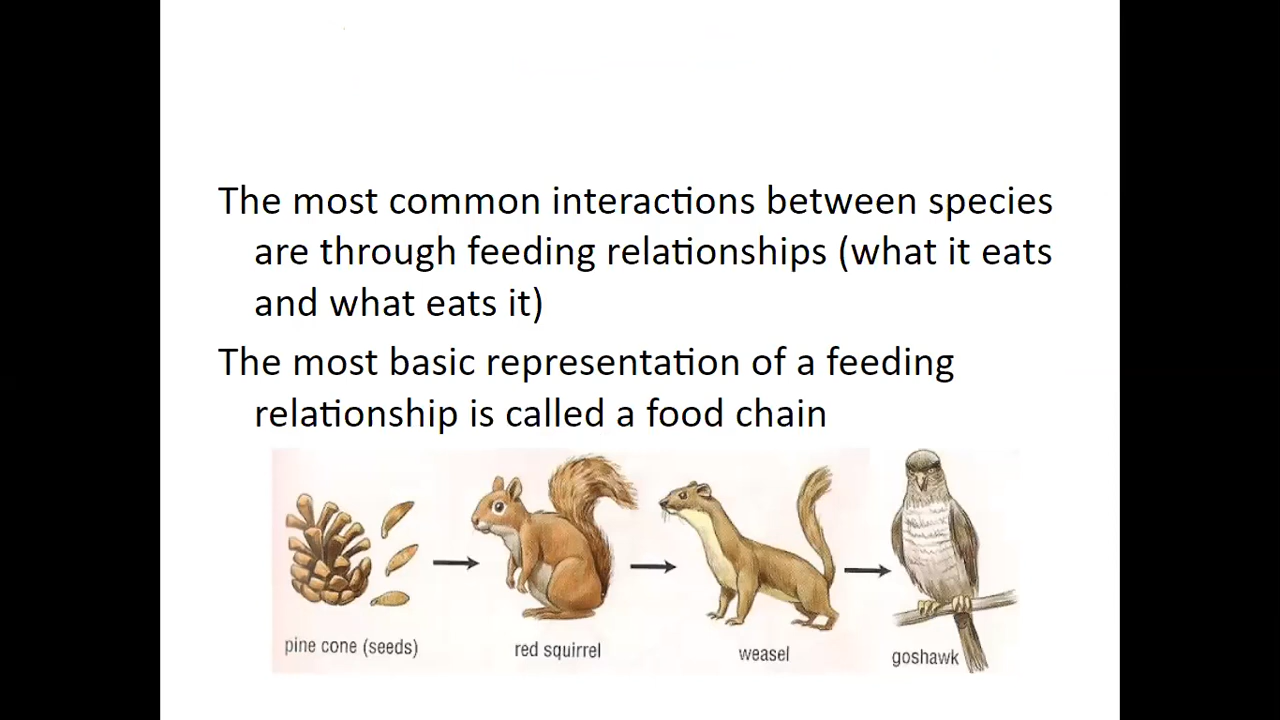 The most common interactions between species
are through feeding relationships (what it eats
and what eats it)
The most basic representation of a feeding
relationship is called a food chain
pine cone (seeds)
red squirrel
weasel
goshawk